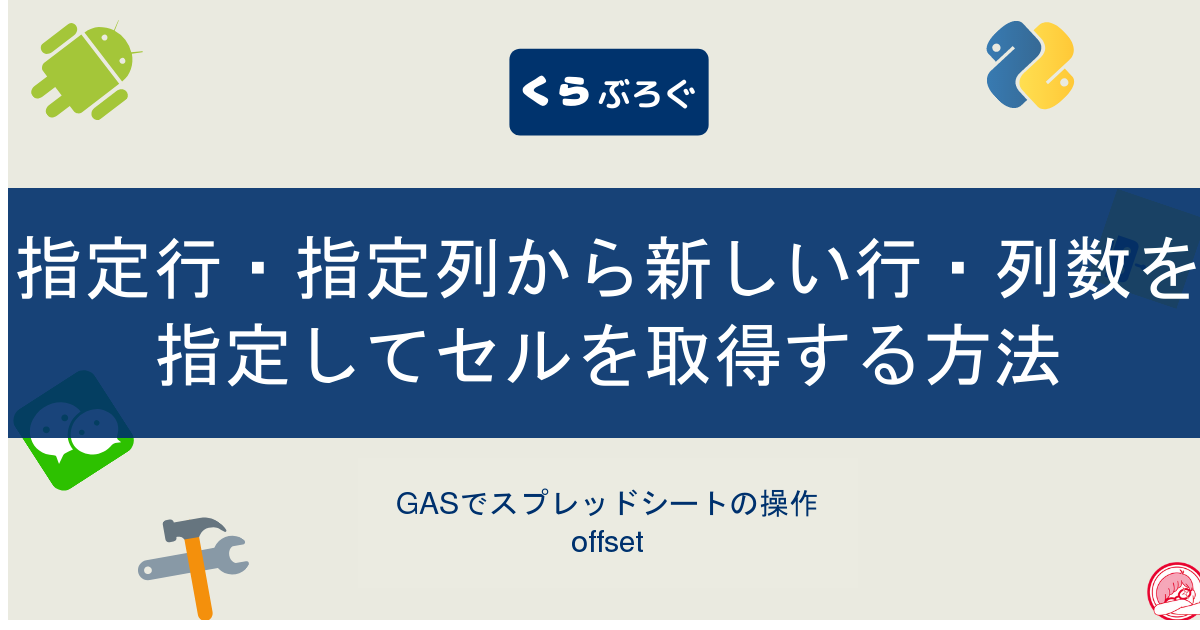 くらぶろぐ
指定行・指定列から新しい行・列数を
指定してセルを取得する方法
GASでスプレッドシートの操作
offset